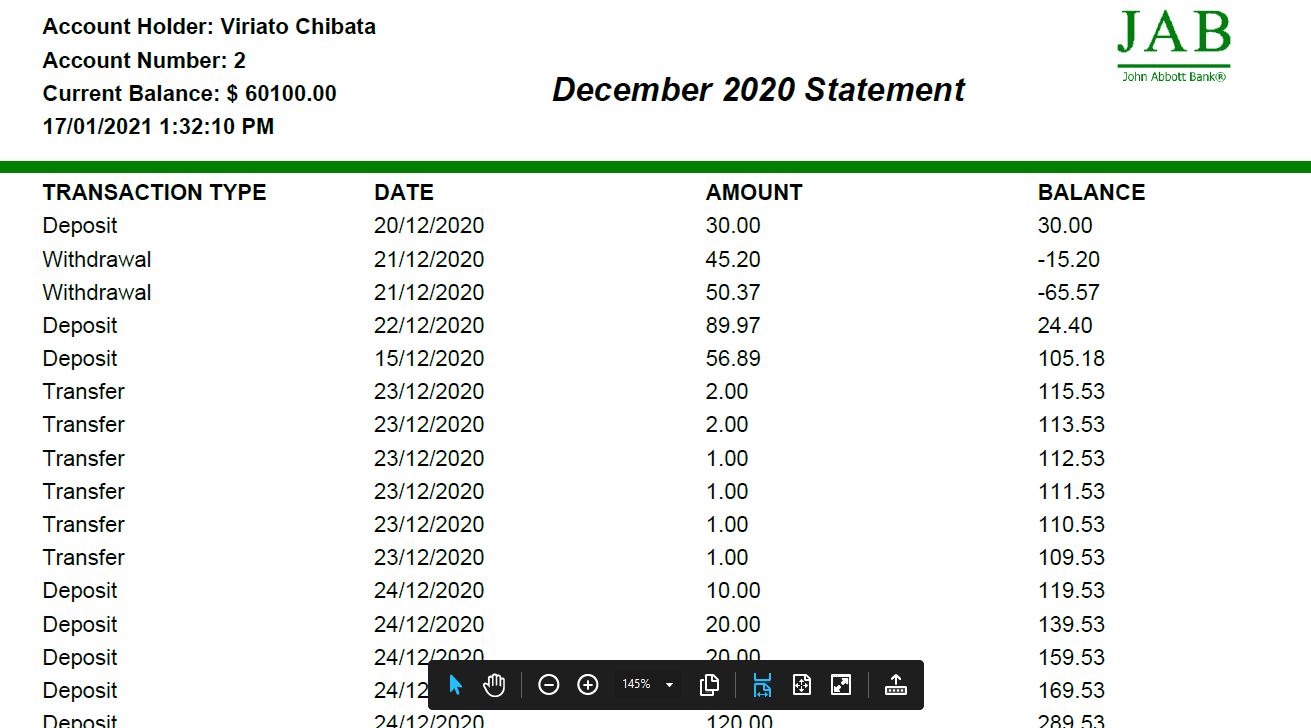 Account Holder: Viriato Chibata
Account Number: 2
Current Balance: $ 60100.00
17/01/2021 1:32:10 PM
December 2020 Statement
JAB
John Abbott Bank®
TRANSACTION TYPE DATE AMOUNT BALANCE
Deposit 20/12/2020 30.00 30.00
Withdrawal 21/12/2020 45.20 -15.20
Withdrawal 21/12/2020 50.37 -65.57
Deposit 22/12/2020 89.97 24.40
Deposit 15/12/2020 56.89 105.18
Transfer 23/12/2020 2.00 115.53
Transfer 23/12/2020 2.00 113.53
Transfer 23/12/2020 1.00 112.53
Transfer 23/12/2020 1.00 111.53
Transfer 23/12/2020 1.00 110.53
Transfer 23/12/2020 1.00 109.53
Deposit 24/12/2020 10.00 119.53
Deposit 24/12/2020 20.00 139.53
Deposit 24/12/2020 20.00 159.53
Deposit 24/12 169.53
Deposit 24/12/2020 120.00 289.53
145%